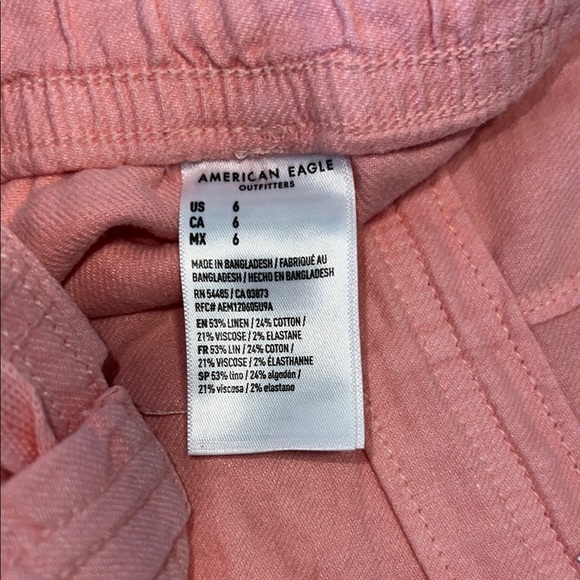 AMERICAN EAGLE
OUTFITTERS
US 6
CA 6
MX 6
MADE IN BANGLADESH / FABRIQUÉ AU
BANGLADESH / HECHO EN BANGLADESH
RN 54485 / CA 03873
RFC# AEM120605U9A
EN 53% LINEN / 24% COTTON /
21% VISCOSE / 2% ELASTANE
FR 53% LIN / 24% COTON /
21% VISCOSE / 2% ÉLASTHANNE
SP 53% lino / 24% algodón /
21% viscosa / 2% elastano